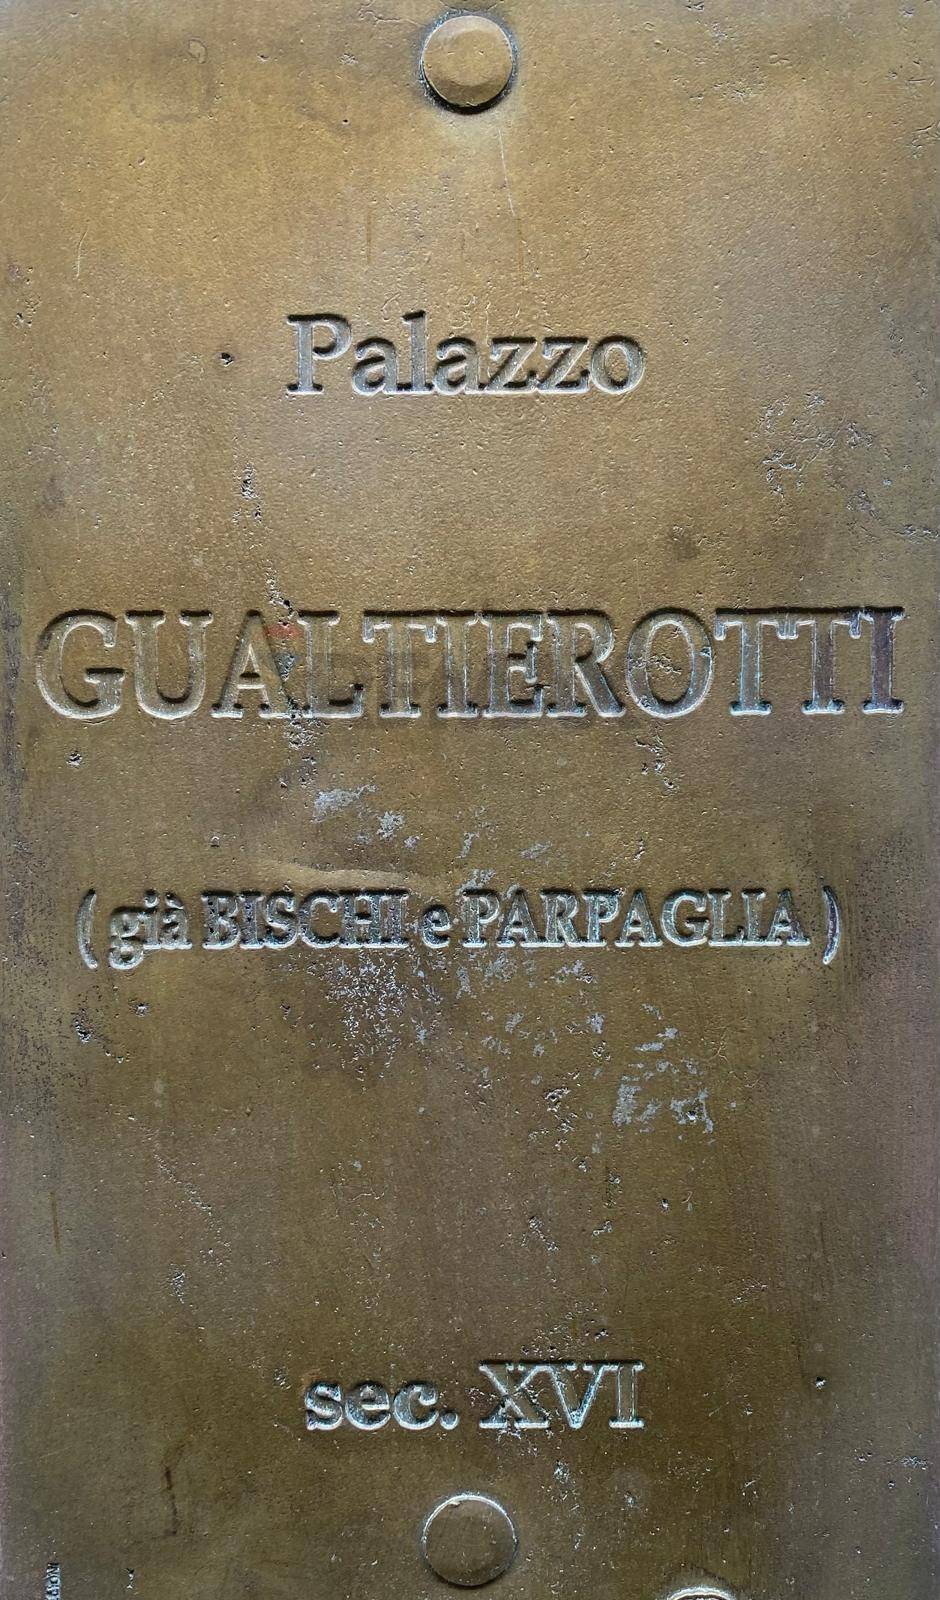 Palazzo
GUALTIEROTTI
( già BISCHI e PARPAGLIA )
sec. XVI